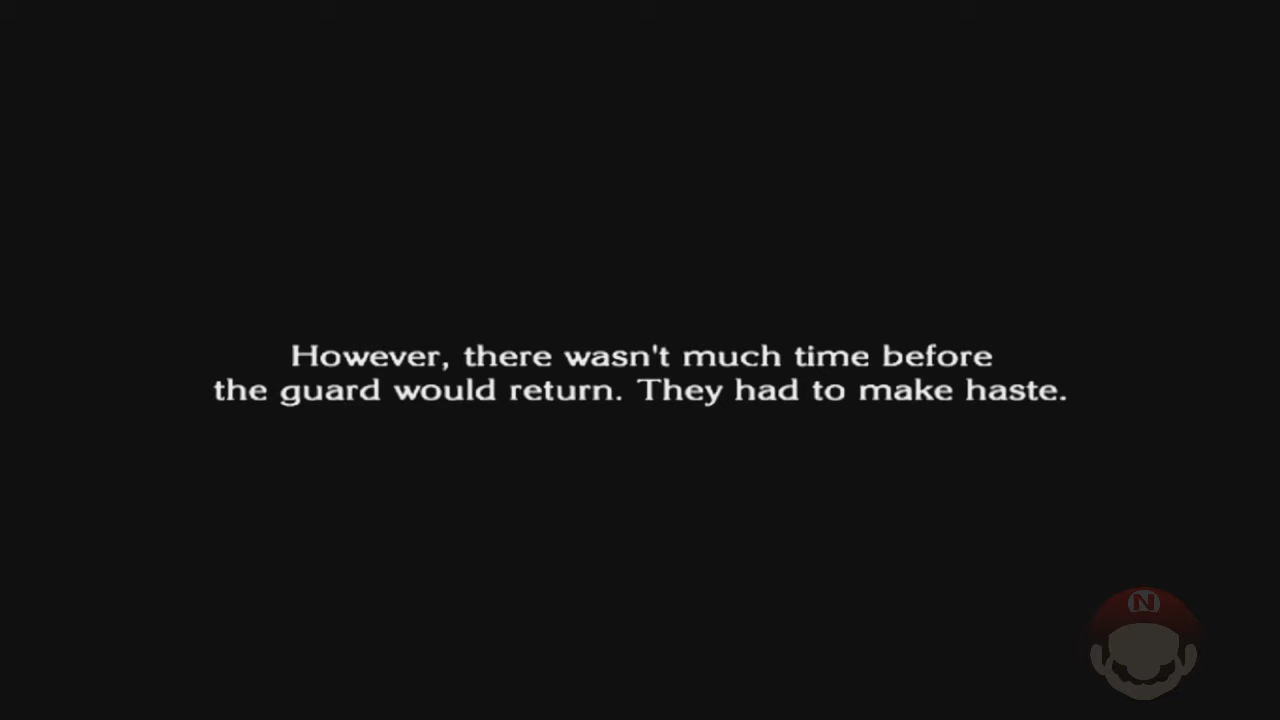 However, there wasn't much time before
the guard would return. They had to make haste.
N